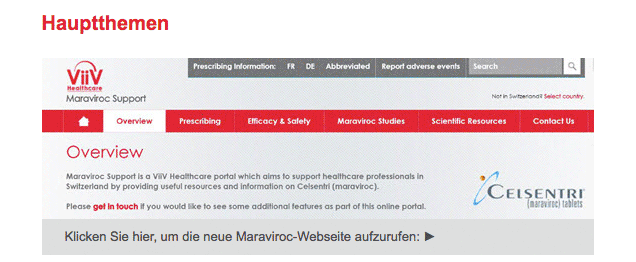 Hauptthemen
ViiV
Healthcare
Maraviroc Support
Prescribing Information: FR DE Abbreviated Report adverse events Search
Not in Switzerland? Select country.
Overview Prescribing Efficacy & Safety Maraviroc Studies Scientific Resources Contact Us
Overview
Maraviroc Support is a ViiV Healthcare portal which aims to support healthcare professionals in
Switzerland by providing useful resources and information on Celsentri (maraviroc).
Please get in touch if you would like to see some additional features as part of this online portal.
CELSENTRI
(maraviroc) tablets
Klicken Sie hier, um die neue Maraviroc-Webseite aufzurufen: ►